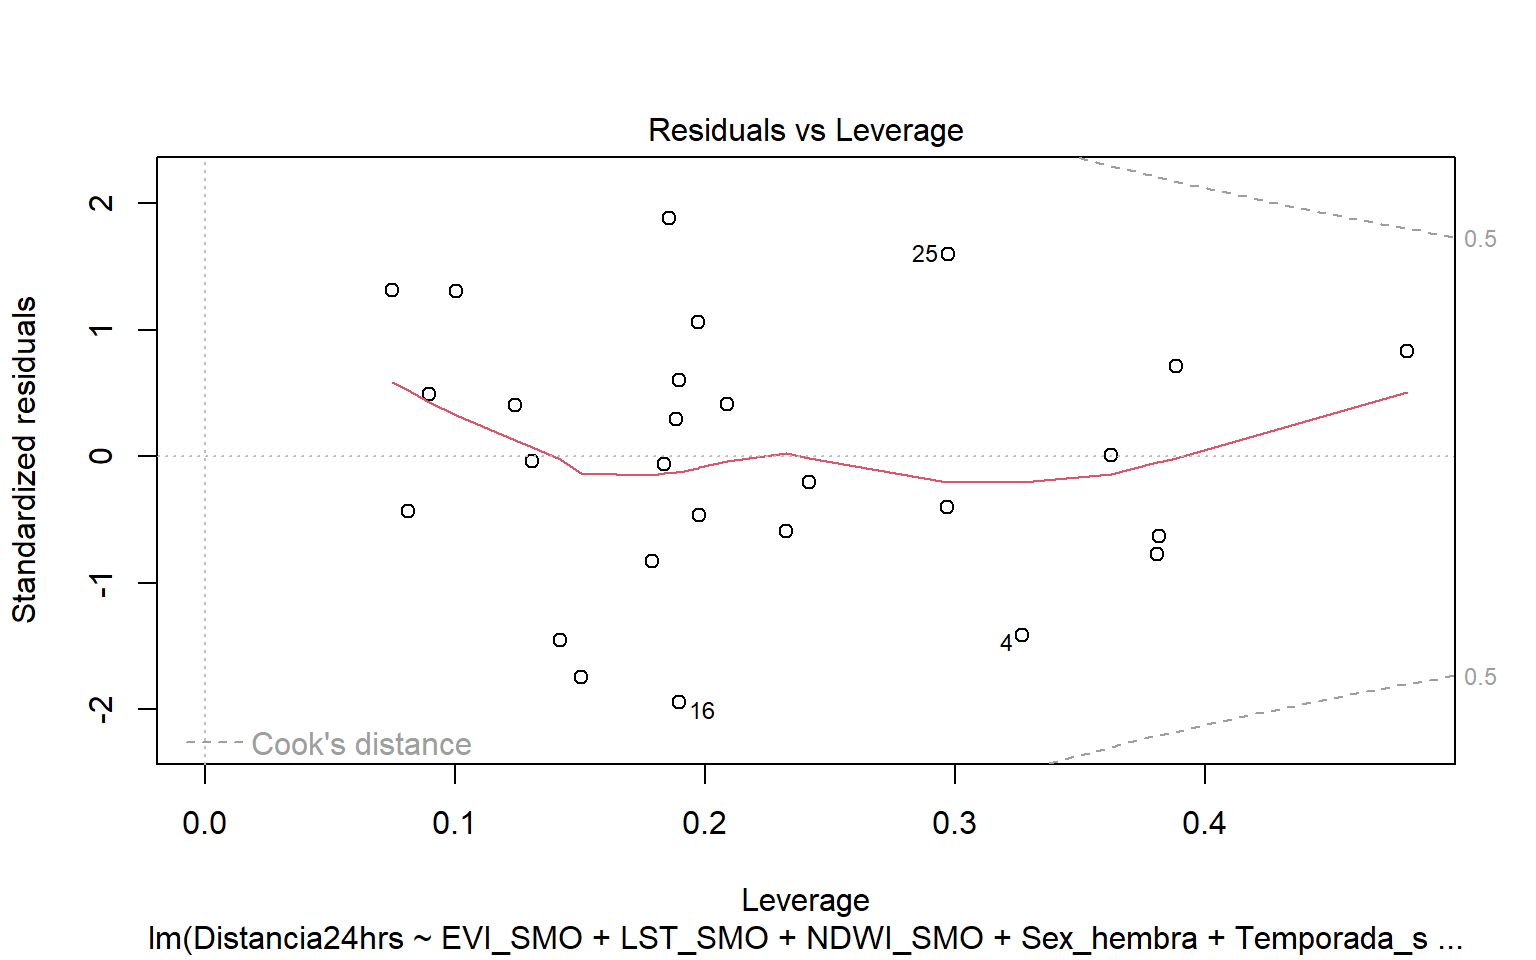 Residuals vs Leverage
Standardized residuals
2
1
0
-1
-2
25
4
16
0.5
0.5
Cook's distance
0.0 0.1 0.2 0.3 0.4
Leverage
lm(Distancia24hrs ~ EVI_SMO + LST_SMO + NDWI_SMO + Sex_hembra + Temporada_s ...